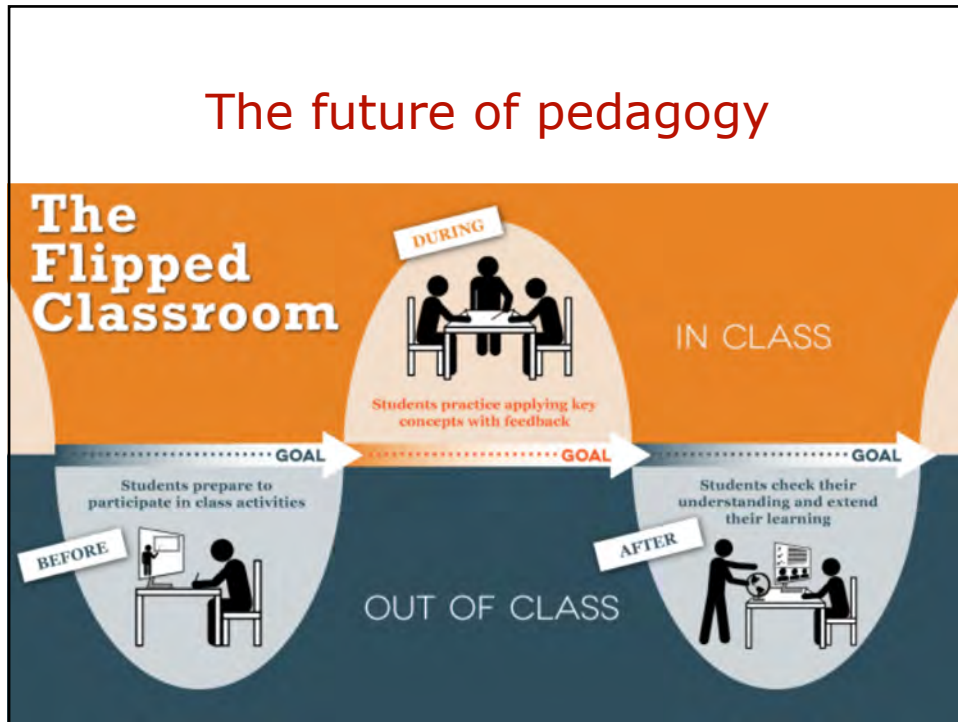 The future of pedagogy
The
Flipped
Classroom
DURING
IN CLASS
Students practice applying key
concepts with feedback
GOAL
GOAL
GOAL
Students prepare to
participate in class activities
BEFORE
Students check their
understanding and extend
their learning
AFTER
OUT OF CLASS